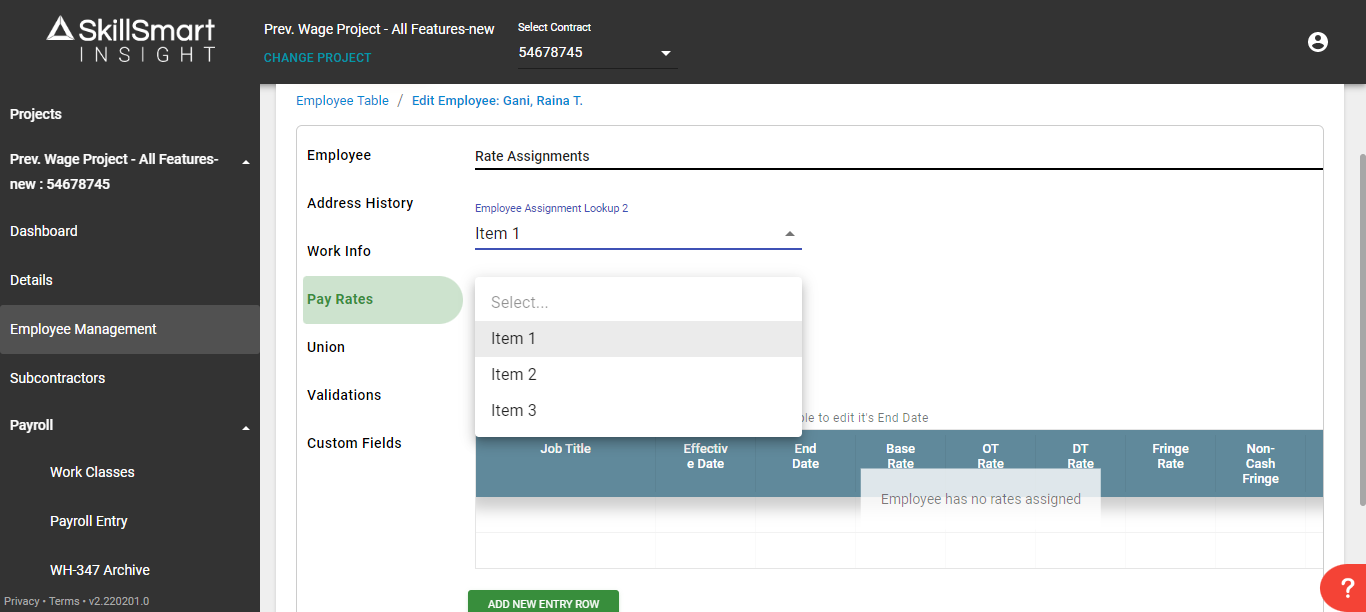 SkillSmart
INSIGHT
Prev. Wage Project - All Features-new
CHANGE PROJECT
Select Contract
54678745
Projects
Prev. Wage Project - All Features-
new : 54678745
Dashboard
Details
Employee Management
Subcontractors
Payroll
Work Classes
Payroll Entry
WH-347 Archive
Privacy • Terms • v2.220201.0
Employee Table / Edit Employee: Gani, Raina T.
Employee
Address History
Work Info
Pay Rates
Union
Validations
Custom Fields
Rate Assignments
Employee Assignment Lookup 2
Item 1
Select...
Item 1
Item 2
Item 3
to edit it's End Date
Job Title
Effectiv
e Date
End
Date
Base
Rate
OT
Rate
DT
Rate
Fringe
Rate
Non-
Cash
Fringe
Employee has no rates assigned
ADD NEW ENTRY ROW
?